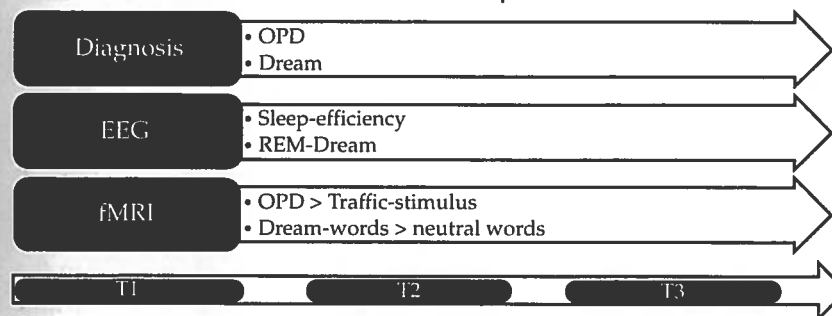 Diagnosis
• OPD
• Dream
EEG
• Sleep-efficiency
• REM-Dream
fMRI
• OPD > Traffic-stimulus
• Dream-words > neutral words
T1 T2 T3